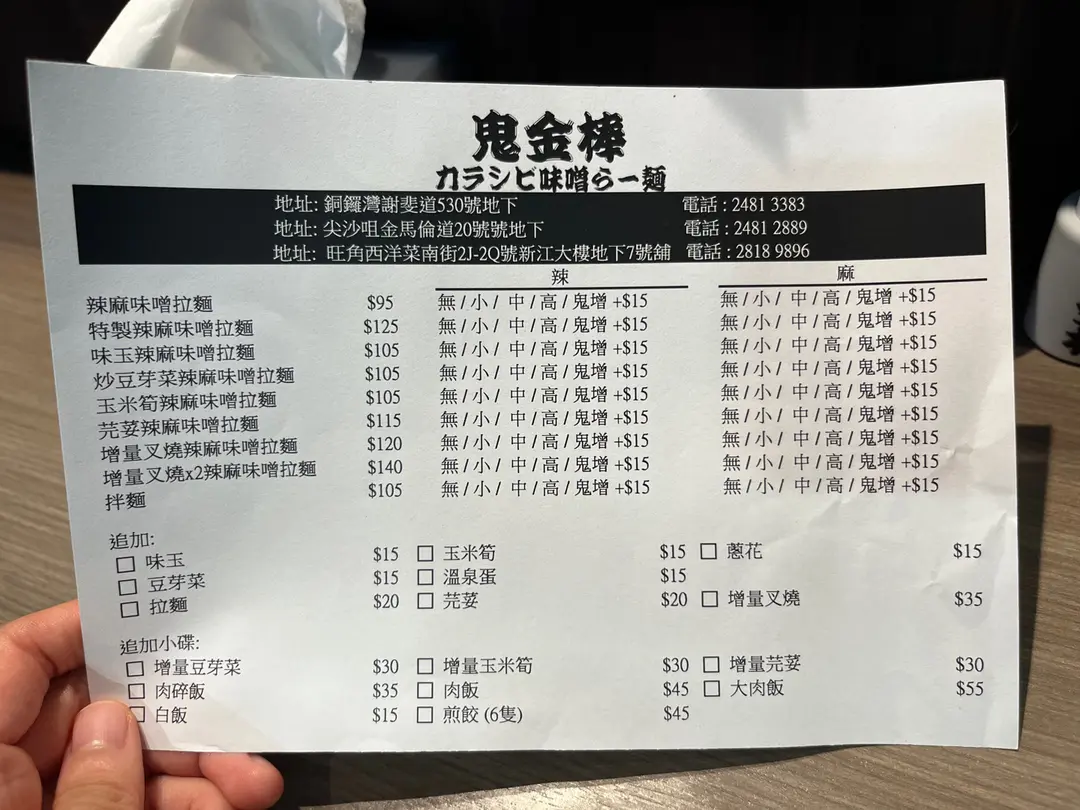 鬼金棒
カラシビ味噌らー麺
地址: 銅鑼灣謝斐道530號地下 電話 : 2481 3383
地址: 尖沙咀金馬倫道20號號地下 電話 : 2481 2889
地址: 旺角西洋菜南街2J-2Q號新江大樓地下7號舖 電話 : 2818 9896
辣 麻
辣麻味噌拉麵 $95 無 / 小 / 中 / 高 / 鬼增 +$15 無 / 小 / 中 / 高 / 鬼增 +$15
特製辣麻味噌拉麵 $125 無 / 小 / 中 / 高 / 鬼增 +$15 無 / 小 / 中 / 高 / 鬼增 +$15
味玉辣麻味噌拉麵 $105 無 / 小 / 中 / 高 / 鬼增 +$15 無 / 小 / 中 / 高 / 鬼增 +$15
炒豆芽菜辣麻味噌拉麵 $105 無 / 小 / 中 / 高 / 鬼增 +$15 無 / 小 / 中 / 高 / 鬼增 +$15
玉米筍辣麻味噌拉麵 $105 無 / 小 / 中 / 高 / 鬼增 +$15 無 / 小 / 中 / 高 / 鬼增 +$15
芫荽辣麻味噌拉麵 $115 無 / 小 / 中 / 高 / 鬼增 +$15 無 / 小 / 中 / 高 / 鬼增 +$15
增量叉燒辣麻味噌拉麵 $120 無 / 小 / 中 / 高 / 鬼增 +$15 無 / 小 / 中 / 高 / 鬼增 +$15
增量叉燒x2辣麻味噌拉麵 $140 無 / 小 / 中 / 高 / 鬼增 +$15 無 / 小 / 中 / 高 / 鬼增 +$15
拌麵 $105 無 / 小 / 中 / 高 / 鬼增 +$15 無 / 小 / 中 / 高 / 鬼增 +$15
追加:
☐ 味玉 $15 ☐ 玉米筍 $15 ☐ 蔥花 $15
☐ 豆芽菜 $15 ☐ 溫泉蛋 $15
☐ 拉麵 $20 ☐ 芫荽 $20 ☐ 增量叉燒 $35
追加小碟:
☐ 增量豆芽菜 $30 ☐ 增量玉米筍 $30 ☐ 增量芫荽 $30
☐ 肉碎飯 $35 ☐ 肉飯 $45 ☐ 大肉飯 $55
☐ 白飯 $15 ☐ 煎餃 (6隻) $45